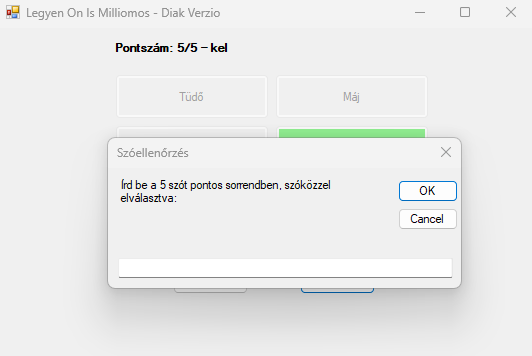 Legyen On Is Milliomos - Diak Verzio
Pontszám: 5/5 – kel
Tüdő
Máj
Szóellenőrzés
Írd be a 5 szót pontos sorrendben, szóközzel
elválasztva:
OK
Cancel